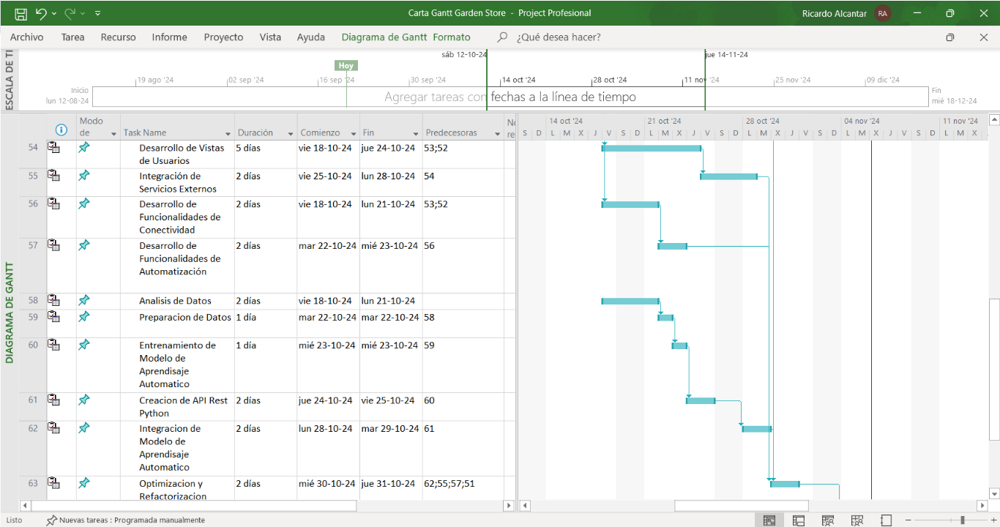 Carta Gantt Garden Store - Project Profesional
Ricardo Alcantar RA
Archivo Tarea Recurso Informe Proyecto Vista Ayuda Diagrama de Gantt Formato ¿Qué desea hacer?
ESCALA DE TI
sáb 12-10-24 jue 14-11-24
Hoy
19 ago '24 02 sep '24 16 sep '24 30 sep '24 14 oct '24 28 oct '24 11 nov '24 25 nov '24 09 dic '24
Inicio
lun 12-08-24
Agregar tareas con fechas a la línea de tiempo
Fin
mié 18-12-24
DIAGRAMA DE GANTT
Modo de Task Name Duración Comienzo Fin Predecesoras
14 oct '24 21 oct '24 28 oct '24 04 nov '24 11 nov '24
S D L M X J V S D L M X J V S D L M X J V S D L M X J V S D L M X
54 Desarrollo de Vistas 5 días vie 18-10-24 jue 24-10-24 53;52
de Usuarios
55 Integración de 2 días vie 25-10-24 lun 28-10-24 54
Servicios Externos
56 Desarrollo de 2 días vie 18-10-24 lun 21-10-24 53;52
Funcionalidades de
Conectividad
57 Desarrollo de 2 días mar 22-10-24 mié 23-10-24 56
Funcionalidades de
Automatización
58 Analisis de Datos 2 días vie 18-10-24 lun 21-10-24
59 Preparacion de Datos 1 día mar 22-10-24 mar 22-10-24 58
60 Entrenamiento de 1 día mié 23-10-24 mié 23-10-24 59
Modelo de
Aprendisaje
Automatico
61 Creacion de API Rest 2 días jue 24-10-24 vie 25-10-24 60
Python
62 Integracion de 2 días lun 28-10-24 mar 29-10-24 61
Modelo de
Aprendisaje
Automatico
63 Optimizacion y 2 días mié 30-10-24 jue 31-10-24 62;55;57;51
Refactorizacion
Listo Nuevas tareas : Programada manualmente